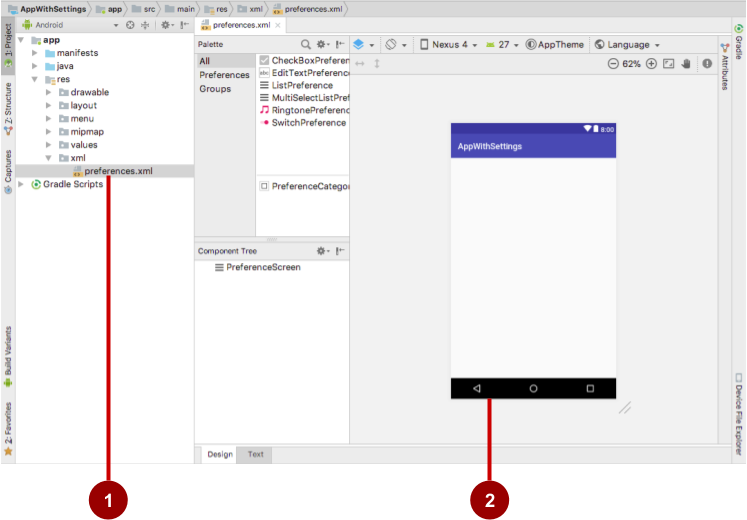 AppWithSettings app src main res xml preferences.xml
Android
preferences.xml
1: Project
Z: Structure
Captures
Build Variants
2: Favorites
app
manifests
java
res
drawable
layout
menu
mipmap
values
xml
preferences.xml
Gradle Scripts
Palette
All
Preferences
Groups
CheckBoxPreferen
EditTextPreference
ListPreference
MultiSelectListPref
RingtonePreferenc
SwitchPreference
PreferenceCategor
Component Tree
PreferenceScreen
Nexus 4 27 AppTheme Language
62%
8:00
AppWithSettings
Gradle
Attributes
Device File Explorer
Design Text
1 2